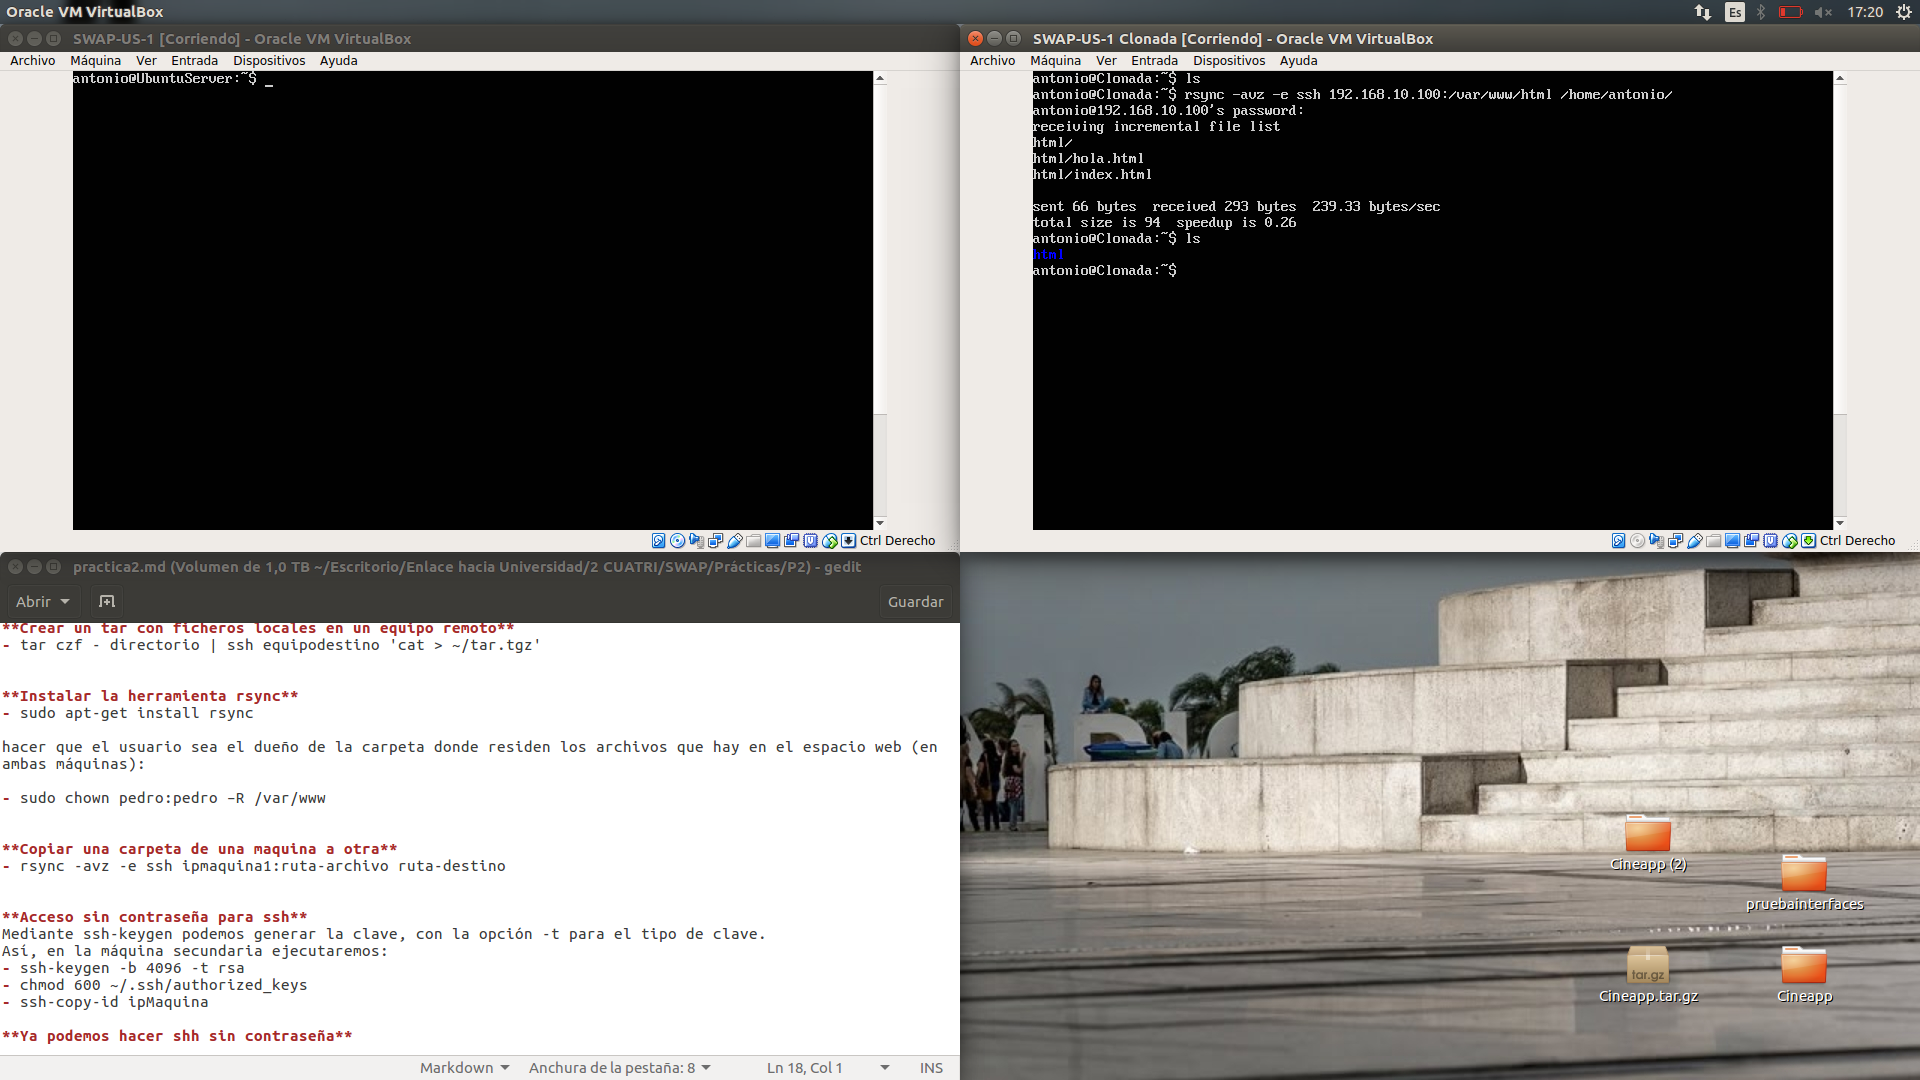 Oracle VM VirtualBox
Es
17:20
SWAP-US-1 [Corriendo] - Oracle VM VirtualBox
Archivo Máquina Ver Entrada Dispositivos Ayuda
antonio@UbuntuServer:~$ _
Ctrl Derecho
SWAP-US-1 Clonada [Corriendo] - Oracle VM VirtualBox
Archivo Máquina Ver Entrada Dispositivos Ayuda
antonio@Clonada:~$ ls
antonio@Clonada:~$ rsync -avz -e ssh 192.168.10.100:/var/www/html /home/antonio/
antonio@192.168.10.100's password:
receiving incremental file list
html/
html/hola.html
html/index.html
sent 66 bytes  received 293 bytes  239.33 bytes/sec
total size is 94  speedup is 0.26
antonio@Clonada:~$ ls
html
antonio@Clonada:~$
Ctrl Derecho
practica2.md (Volumen de 1,0 TB ~/Escritorio/Enlace hacia Universidad/2 CUATRI/SWAP/Prácticas/P2) - gedit
Abrir
Guardar
**Crear un tar con ficheros locales en un equipo remoto**
- tar czf - directorio | ssh equipodestino 'cat > ~/tar.tgz'
**Instalar la herramienta rsync**
- sudo apt-get install rsync
hacer que el usuario sea el dueño de la carpeta donde residen los archivos que hay en el espacio web (en
ambas máquinas):
- sudo chown pedro:pedro –R /var/www
**Copiar una carpeta de una maquina a otra**
- rsync -avz -e ssh ipmaquina1:ruta-archivo ruta-destino
**Acceso sin contraseña para ssh**
Mediante ssh-keygen podemos generar la clave, con la opción -t para el tipo de clave.
Así, en la máquina secundaria ejecutaremos:
- ssh-keygen -b 4096 -t rsa
- chmod 600 ~/.ssh/authorized_keys
- ssh-copy-id ipMaquina
**Ya podemos hacer shh sin contraseña**
Markdown
Anchura de la pestaña: 8
Ln 18, Col 1
INS
Cineapp (2)
pruebainterfaces
tar.gz
Cineapp.tar.gz
Cineapp